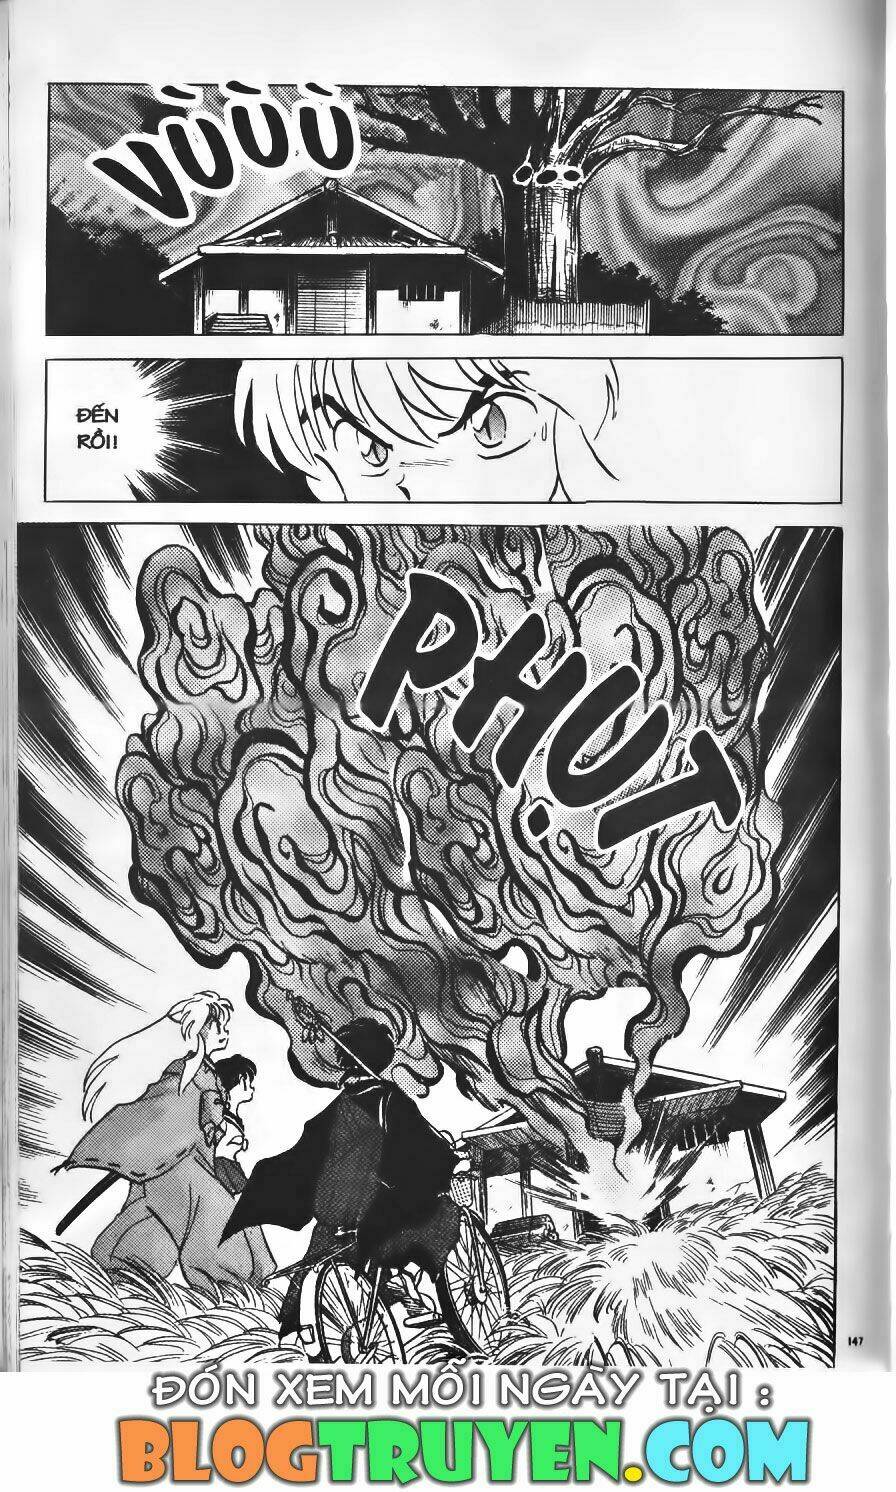 VÙÙÙ
ĐẾN
RỒI!
PHỤT
147
ĐÓN XEM MỖI NGÀY TẠI :
BLOGTRUYEN.COM